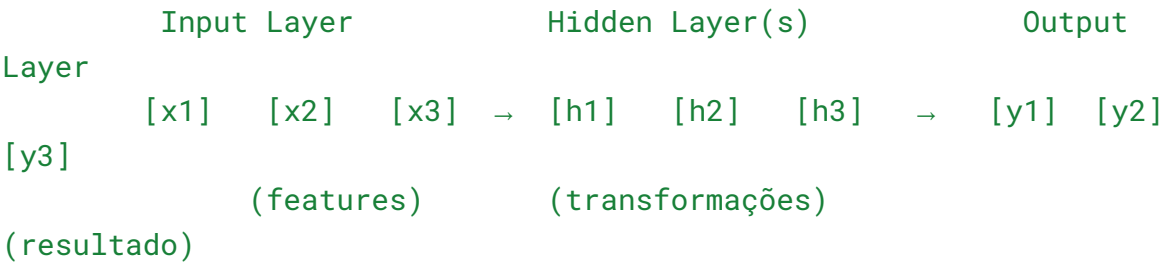 Input Layer Hidden Layer(s) Output
Layer
[x1] [x2] [x3] → [h1] [h2] [h3] → [y1] [y2]
[y3]
(features) (transformações)
(resultado)